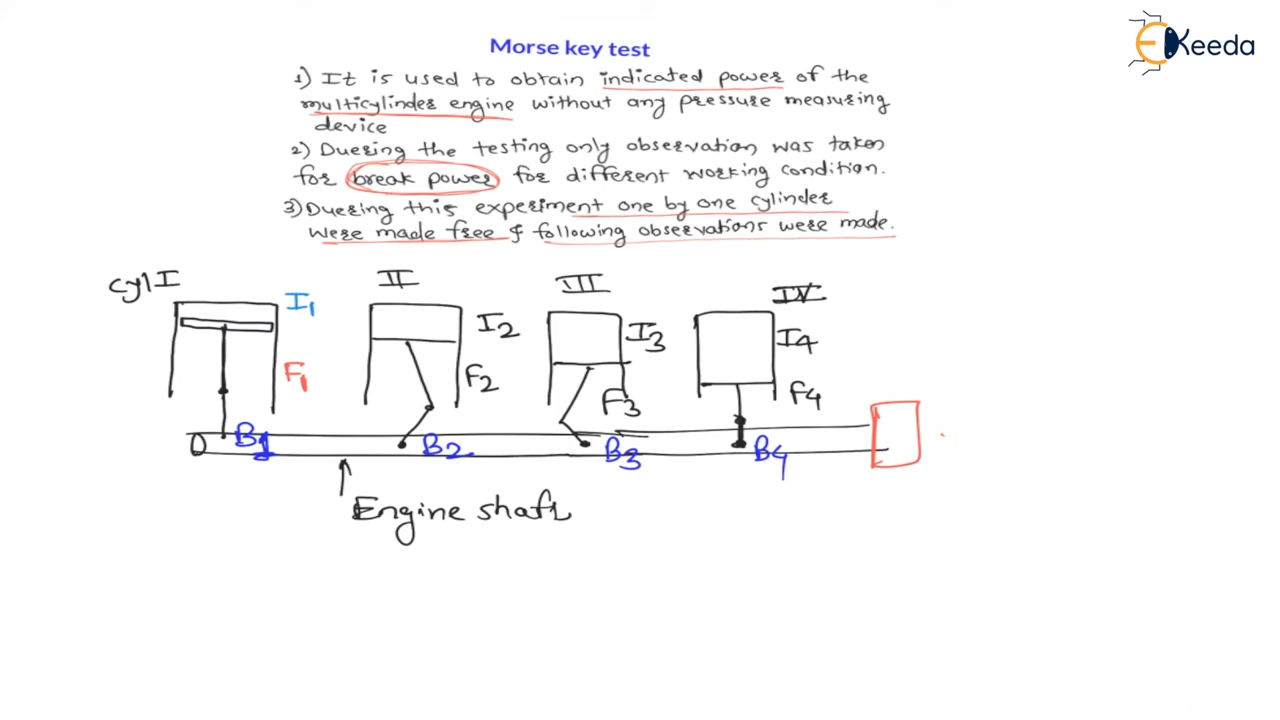 Morse key test
EKeeda
1) It is used to obtain indicated power of the
multicylinder engine without any pressure measuring
device
2) Duering the testing only observation was taken
for break power for different working condition.
3) Duering this experiment one by one cylinder
were made free & following observations were made.
cyl I II III IV
I1 I2 I3 I4
F1 F2 F3 F4
B1 B2 B3 B4
Engine shaft